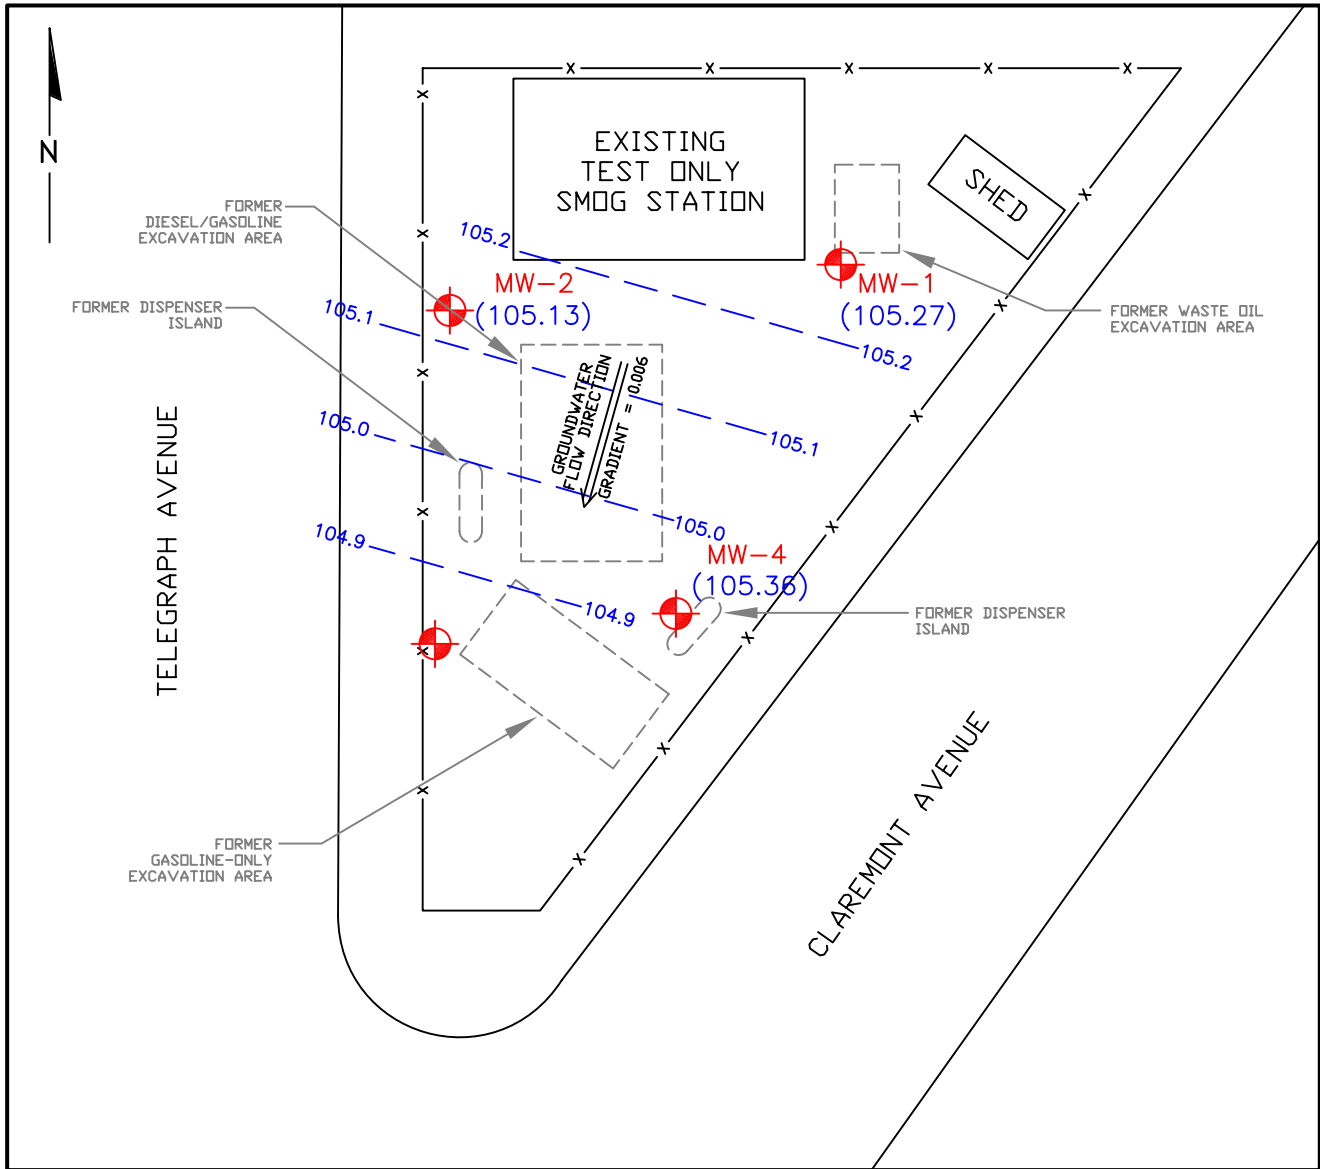 N
EXISTING
TEST ONLY
SMOG STATION
SHED
FORMER
DIESEL/GASOLINE
EXCAVATION AREA
105.2
MW-2
(105.13)
MW-1
(105.27)
FORMER DISPENSER
ISLAND
105.1
FORMER WASTE OIL
EXCAVATION AREA
105.2
GROUNDWATER
FLOW DIRECTION
GRADIENT = 0.006
105.0
105.1
TELEGRAPH AVENUE
104.9
105.0
MW-4
(105.36)
104.9
FORMER DISPENSER
ISLAND
CLAREMONT AVENUE
FORMER
GASOLINE-ONLY
EXCAVATION AREA